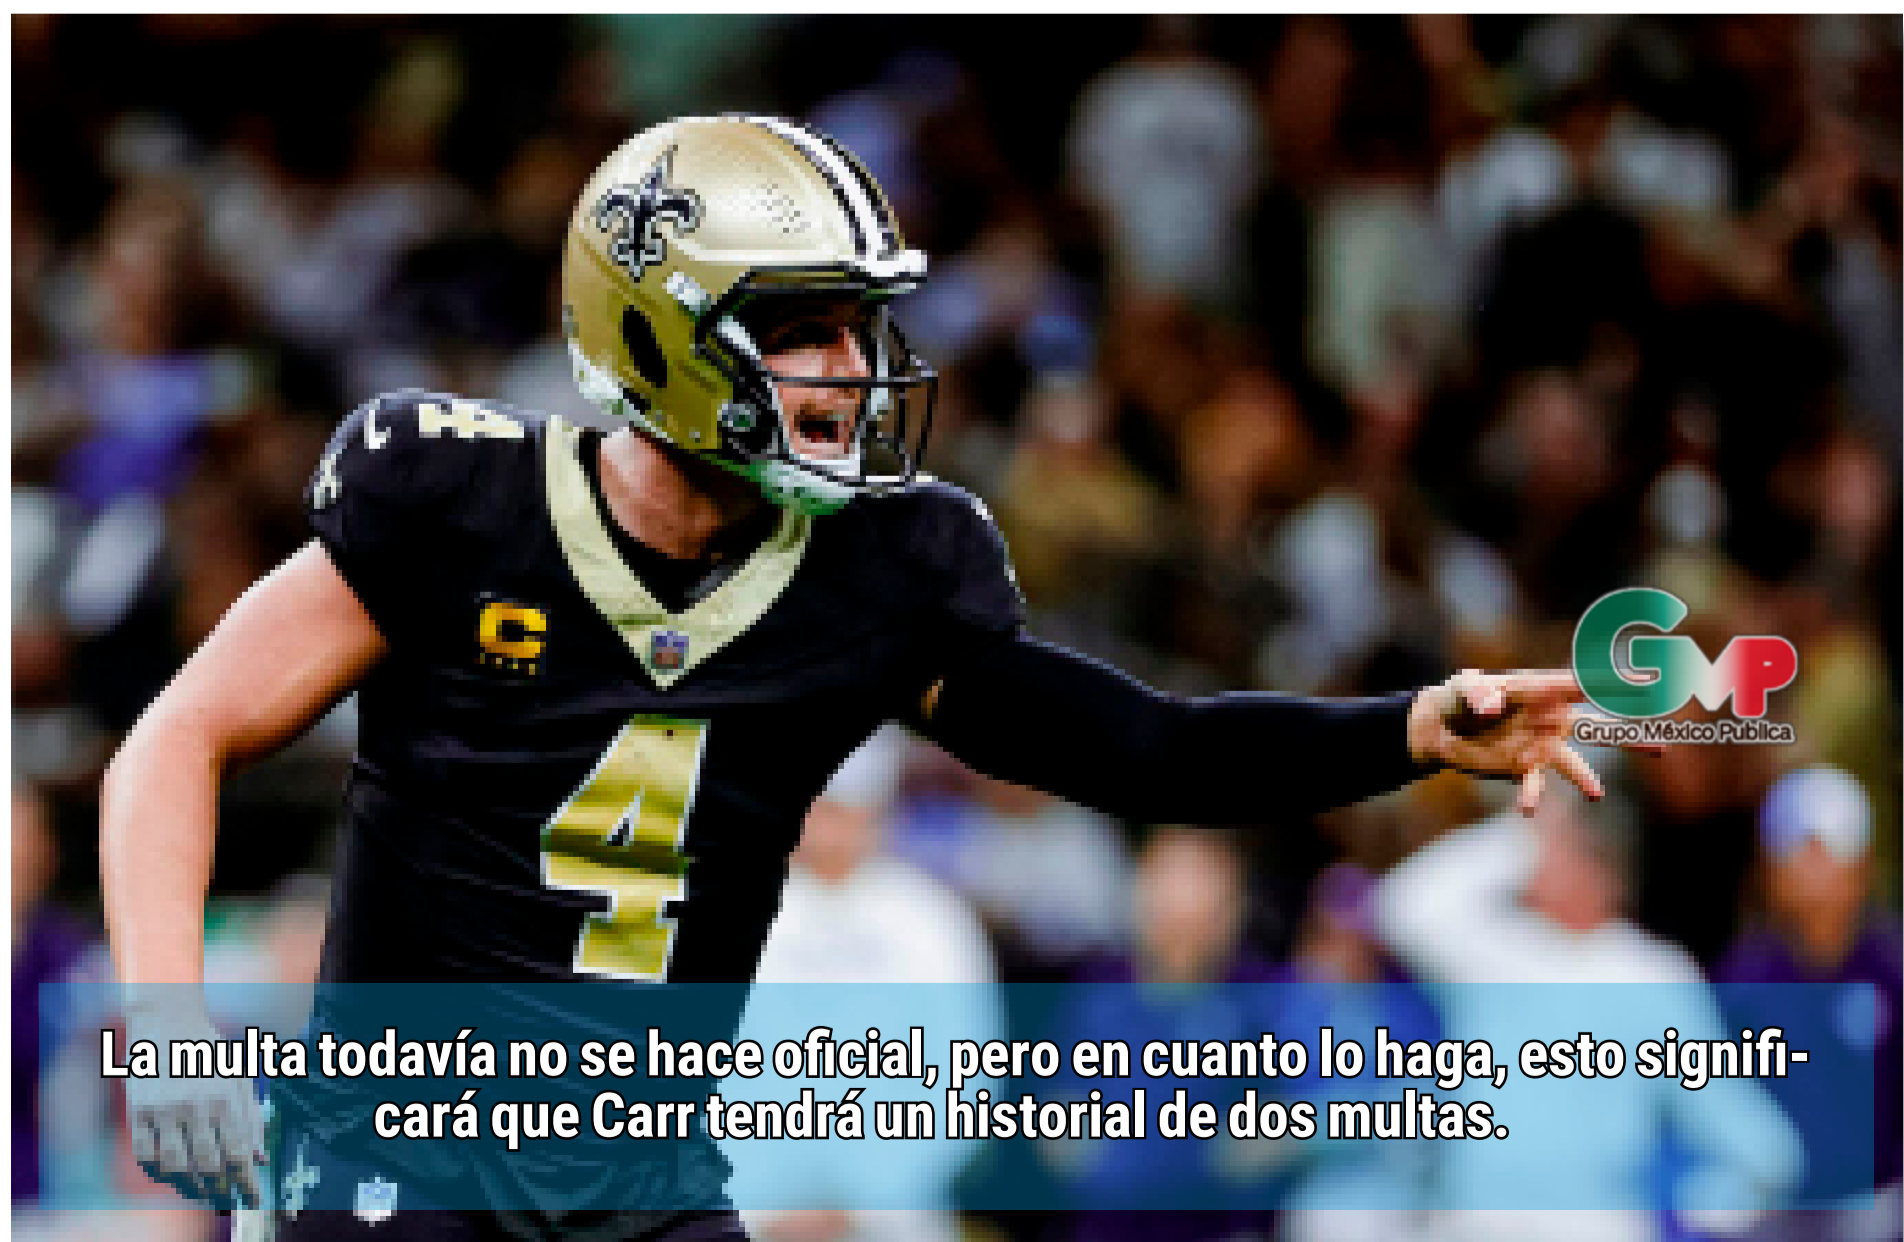 C
4
GMP
Grupo México Publica
La multa todavía no se hace oficial, pero en cuanto lo haga, esto signifi-
cará que Carr tendrá un historial de dos multas.